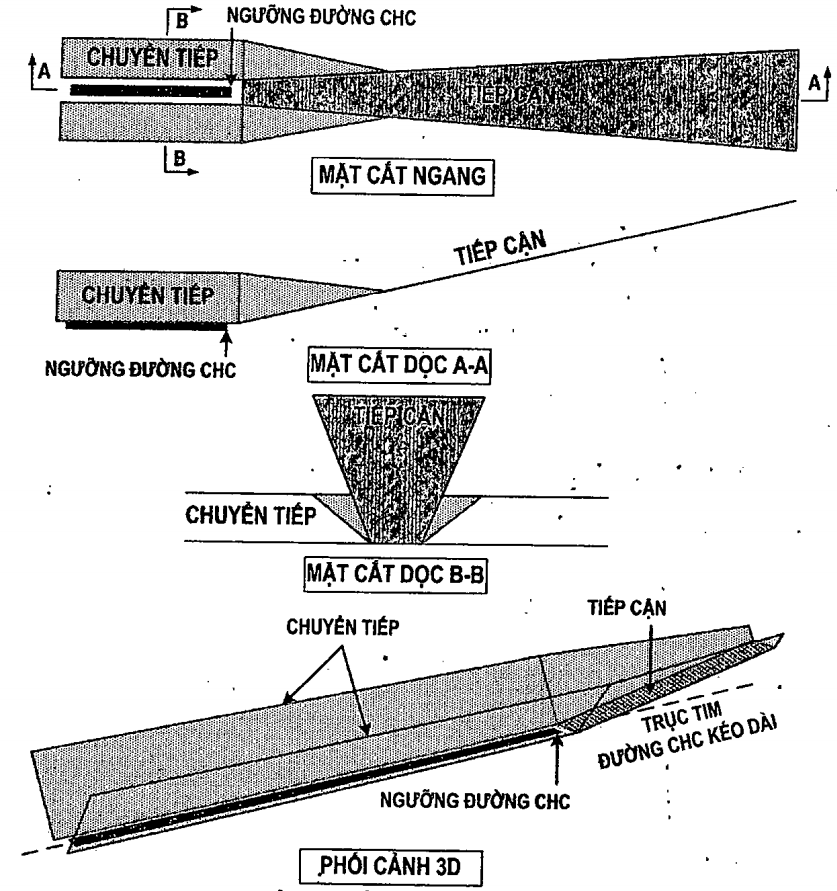 B
NGƯỠNG ĐƯỜNG CHC
CHUYỂN TIẾP
A
TIẾP CẬN
A
B
MẶT CẮT NGANG
TIẾP CẬN
CHUYỂN TIẾP
NGƯỠNG ĐƯỜNG CHC
MẶT CẮT DỌC A-A
TIẾP CẬN
CHUYỂN TIẾP
MẶT CẮT DỌC B-B
TIẾP CẬN
CHUYỂN TIẾP
TRỤC TIM
ĐƯỜNG CHC KÉO DÀI
NGƯỠNG ĐƯỜNG CHC
PHỐI CẢNH 3D